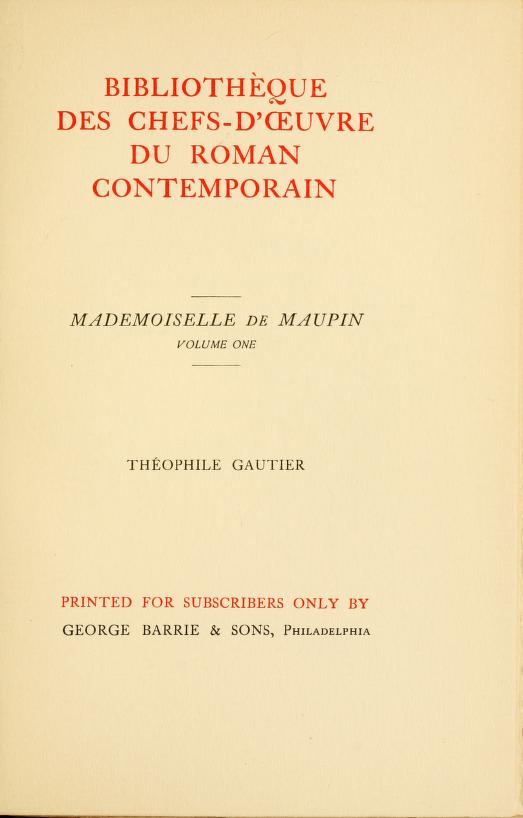 BIBLIOTHÈQUE
DES CHEFS-D'ŒUVRE
DU ROMAN
CONTEMPORAIN
MADEMOISELLE DE MAUPIN
VOLUME ONE
THÉOPHILE GAUTIER
PRINTED FOR SUBSCRIBERS ONLY BY
GEORGE BARRIE & SONS, PHILADELPHIA